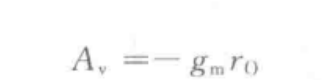 A_v = - g_m r_O